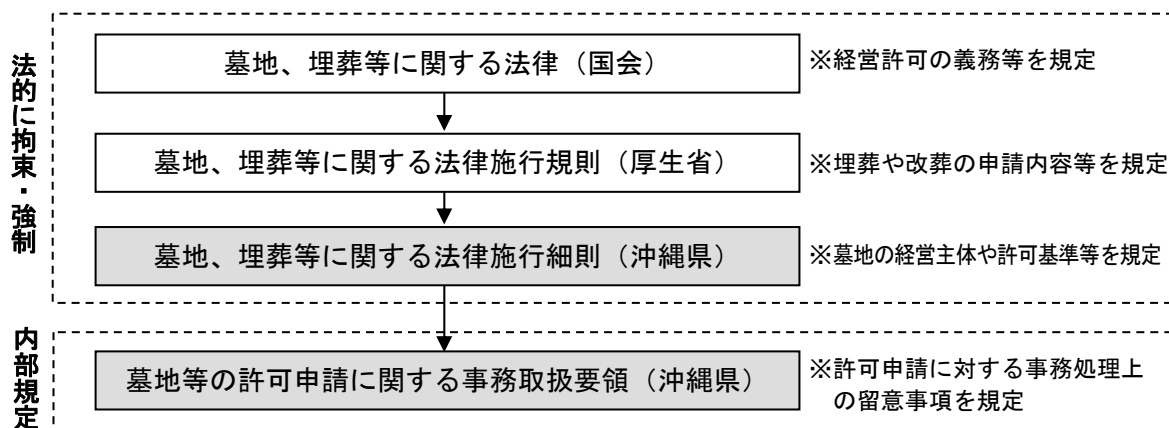 法的に拘束・強制
墓地、埋葬等に関する法律（国会）
※経営許可の義務等を規定
墓地、埋葬等に関する法律施行規則（厚生省）
※埋葬や改葬の申請内容等を規定
墓地、埋葬等に関する法律施行細則（沖縄県）
※墓地の経営主体や許可基準等を規定
内部規定
墓地等の許可申請に関する事務取扱要領（沖縄県）
※許可申請に対する事務処理上
の留意事項を規定